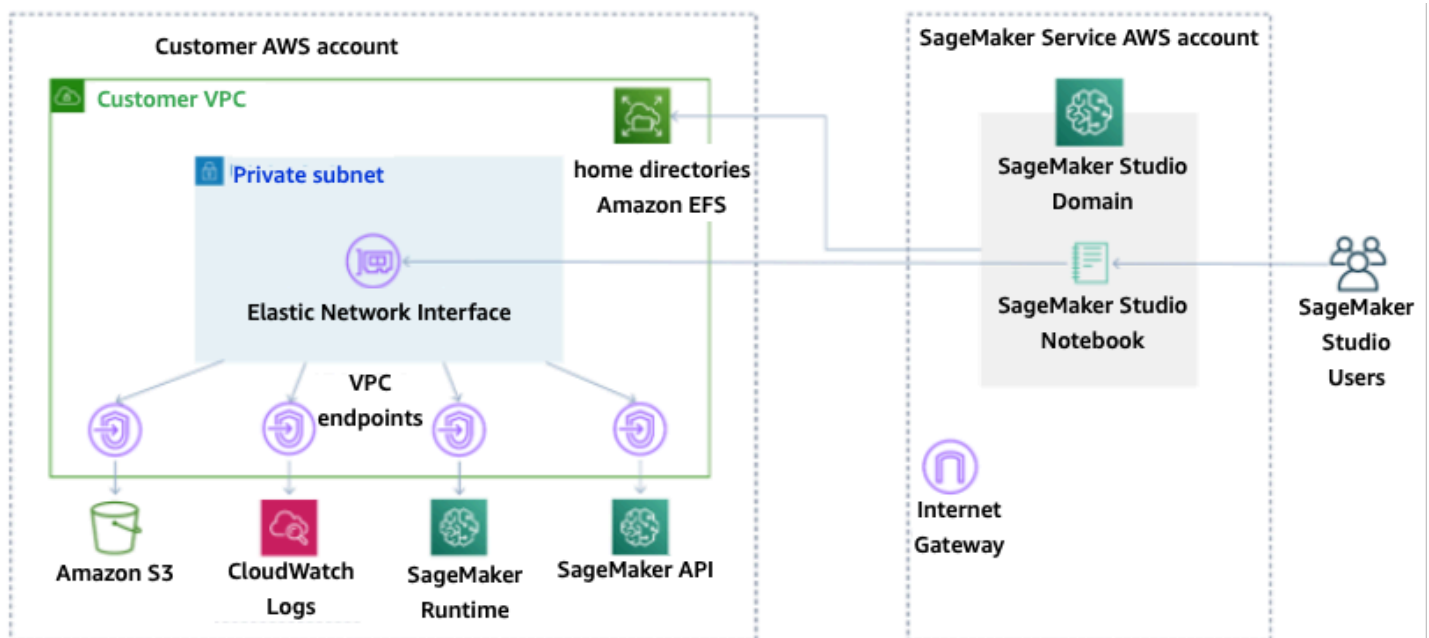 Customer AWS account
SageMaker Service AWS account
Customer VPC
Private subnet
home directories
Amazon EFS
SageMaker Studio
Domain
Elastic Network Interface
SageMaker Studio
Notebook
SageMaker
Studio
Users
VPC
endpoints
Internet
Gateway
Amazon S3
CloudWatch
Logs
SageMaker
Runtime
SageMaker API